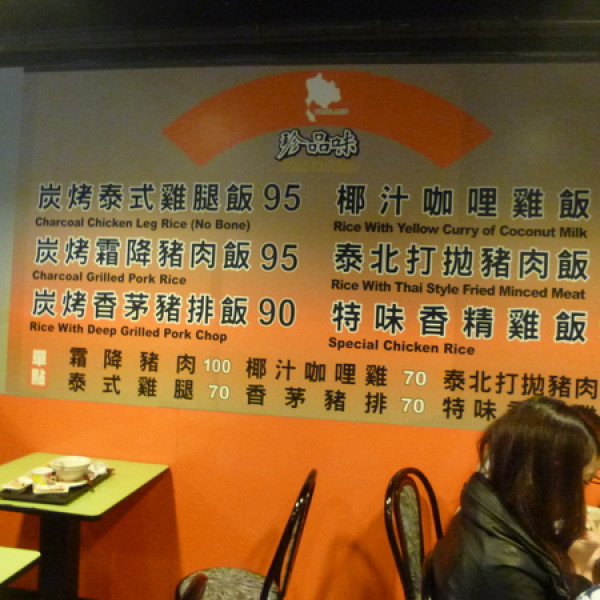 珍品味
炭烤泰式雞腿飯 95
Charcoal Chicken Leg Rice (No Bone)
炭烤霜降豬肉飯 95
Charcoal Grilled Pork Rice
炭烤香茅豬排飯 90
Rice With Deep Grilled Pork Chop
椰汁咖哩雞飯
Rice With Yellow Curry of Coconut Milk
泰北打拋豬肉飯
Rice With Thai Style Fried Minced Meat
特味香精雞飯
Special Chicken Rice
單點
霜降豬肉 100 椰汁咖哩雞 70 泰北打拋豬肉
泰式雞腿 70 香茅豬排 70 特味